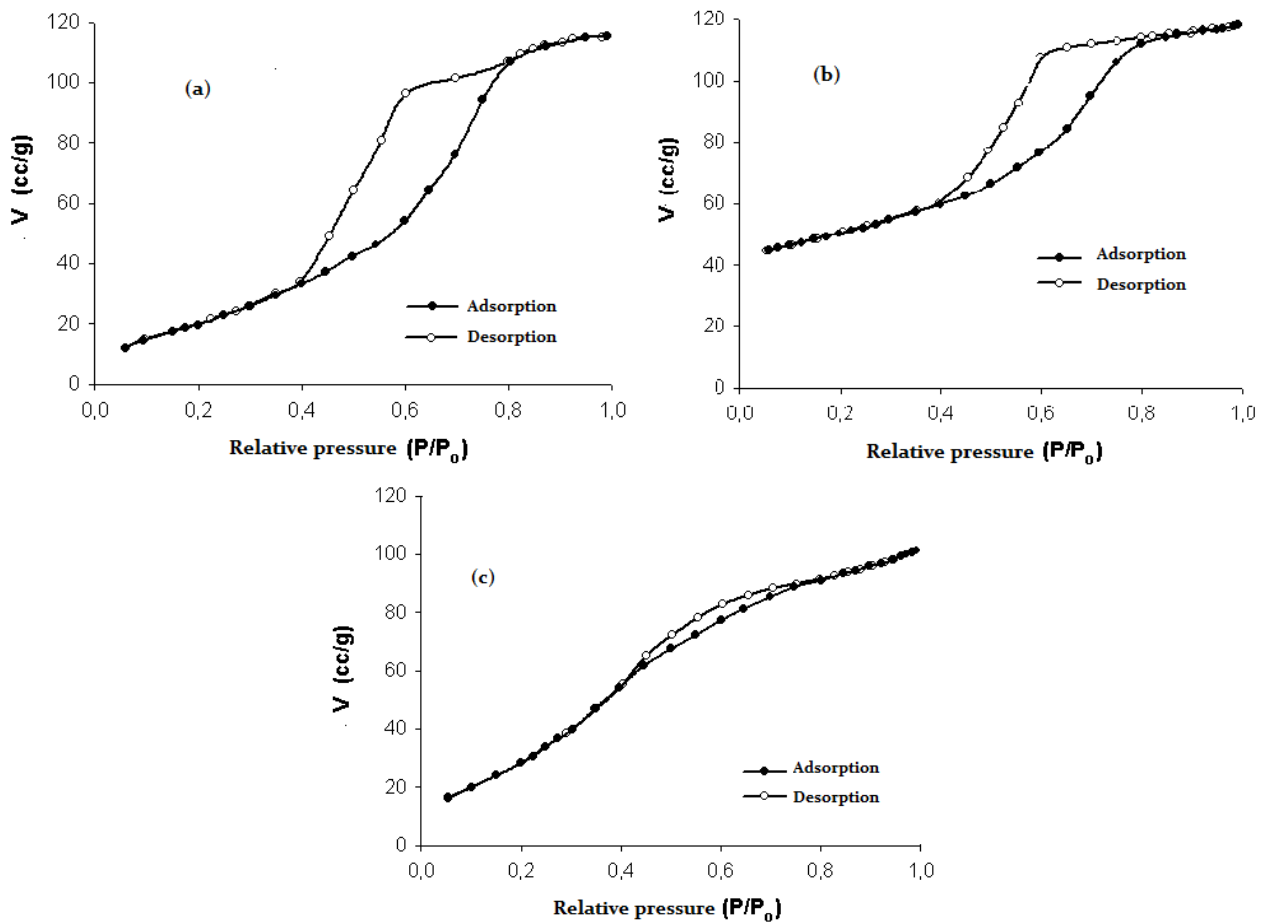 120
100
80
60
40
20
0
V (cc/g)
(a)
Adsorption
Desorption
0,0 0,2 0,4 0,6 0,8 1,0
Relative pressure (P/P₀)
120
100
80
60
40
20
0
V (cc/g)
(b)
Adsorption
Desorption
0,0 0,2 0,4 0,6 0,8 1,0
Relative pressure (P/P₀)
120
100
80
60
40
20
0
V (cc/g)
(c)
Adsorption
Desorption
0,0 0,2 0,4 0,6 0,8 1,0
Relative pressure (P/P₀)